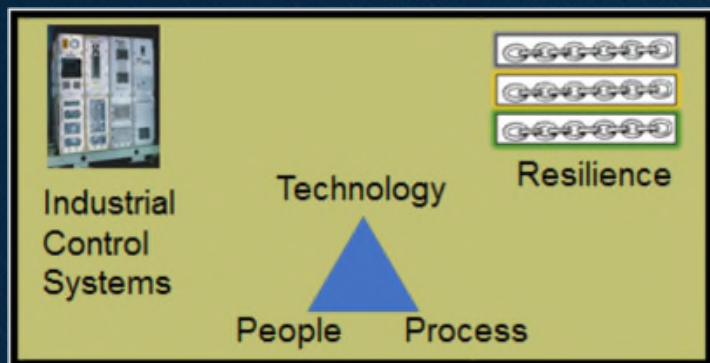 Industrial
Control
Systems
Technology
People Process
Resilience